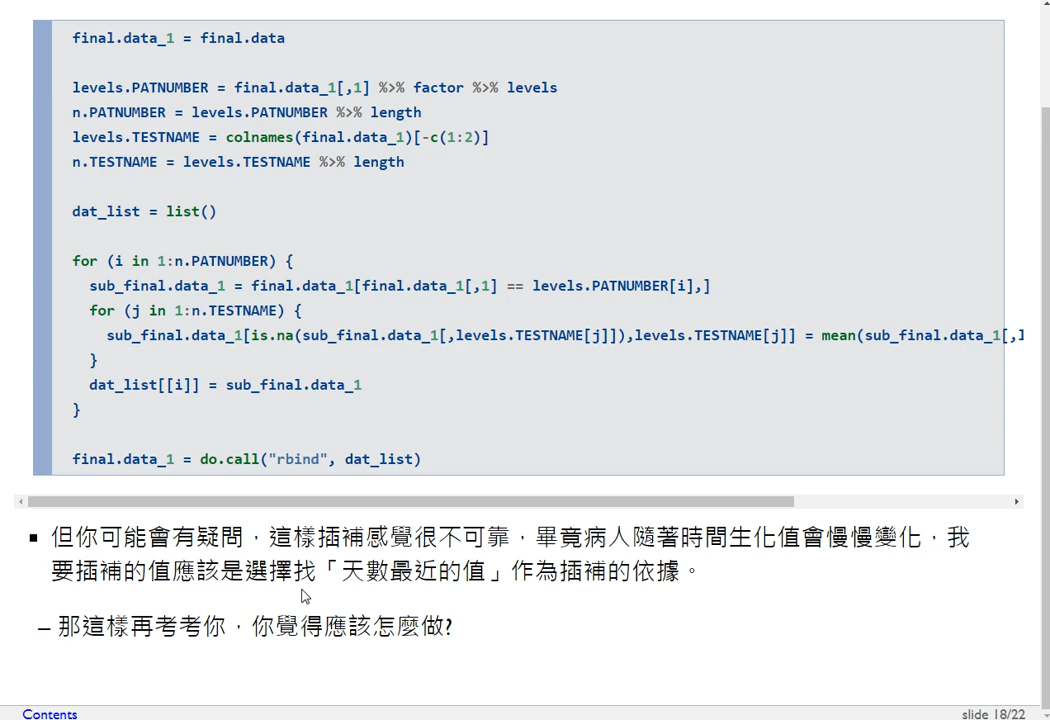 final.data_1 = final.data
levels.PATNUMBER = final.data_1[,1] %>% factor %>% levels
n.PATNUMBER = levels.PATNUMBER %>% length
levels.TESTNAME = colnames(final.data_1)[-c(1:2)]
n.TESTNAME = levels.TESTNAME %>% length
dat_list = list()
for (i in 1:n.PATNUMBER) {
  sub_final.data_1 = final.data_1[final.data_1[,1] == levels.PATNUMBER[i],]
  for (j in 1:n.TESTNAME) {
    sub_final.data_1[is.na(sub_final.data_1[,levels.TESTNAME[j]]),levels.TESTNAME[j]] = mean(sub_final.data_1[,l
  }
  dat_list[[i]] = sub_final.data_1
}
final.data_1 = do.call("rbind", dat_list)
▪ 但你可能會有疑問，這樣插補感覺很不可靠，畢竟病人隨著時間生化值會慢慢變化，我
要插補的值應該是選擇找「天數最近的值」作為插補的依據。
– 那這樣再考考你，你覺得應該怎麼做?
Contents
slide 18/22